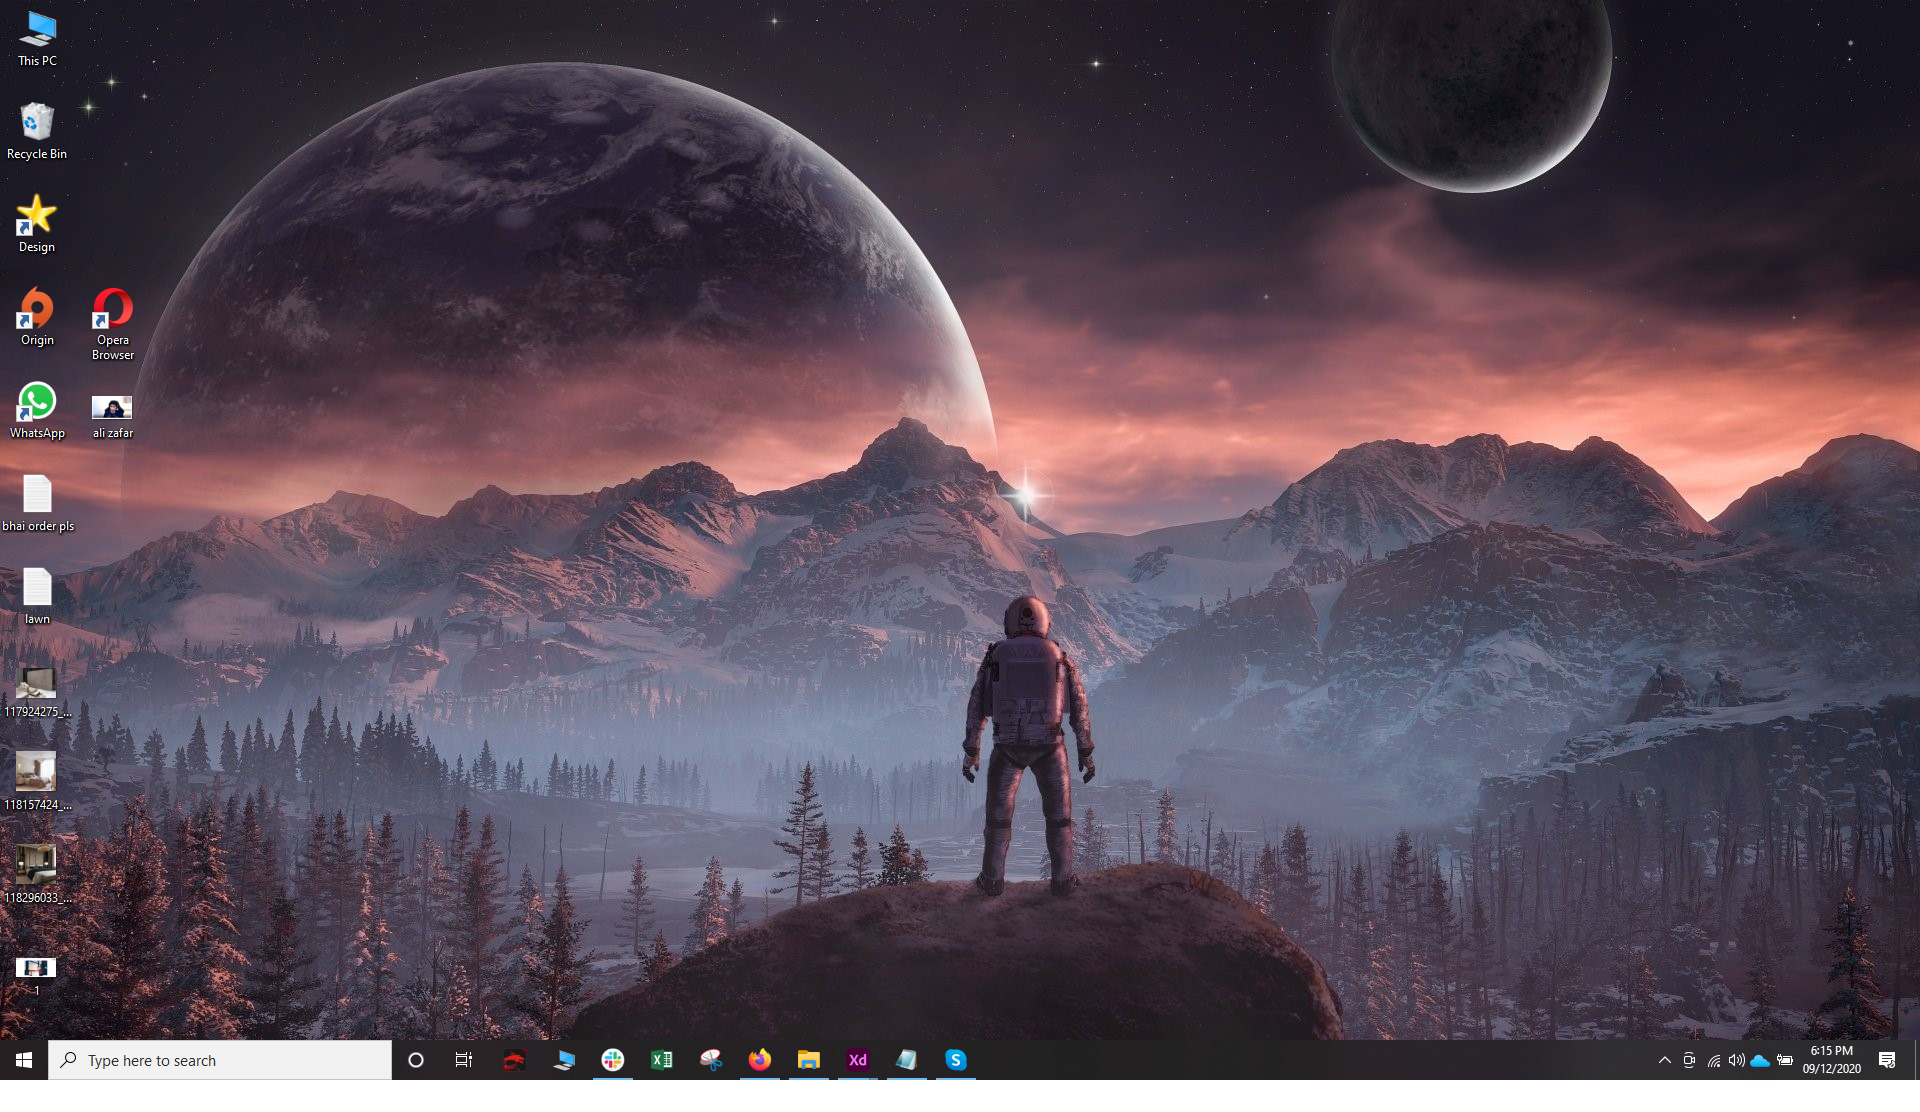 This PC
Recycle Bin
Design
Origin
Opera
Browser
WhatsApp
ali zafar
bhai order pls
lawn
117924275_...
118157424_...
118296033_...
1
Type here to search
Xd
S
6:15 PM
09/12/2020